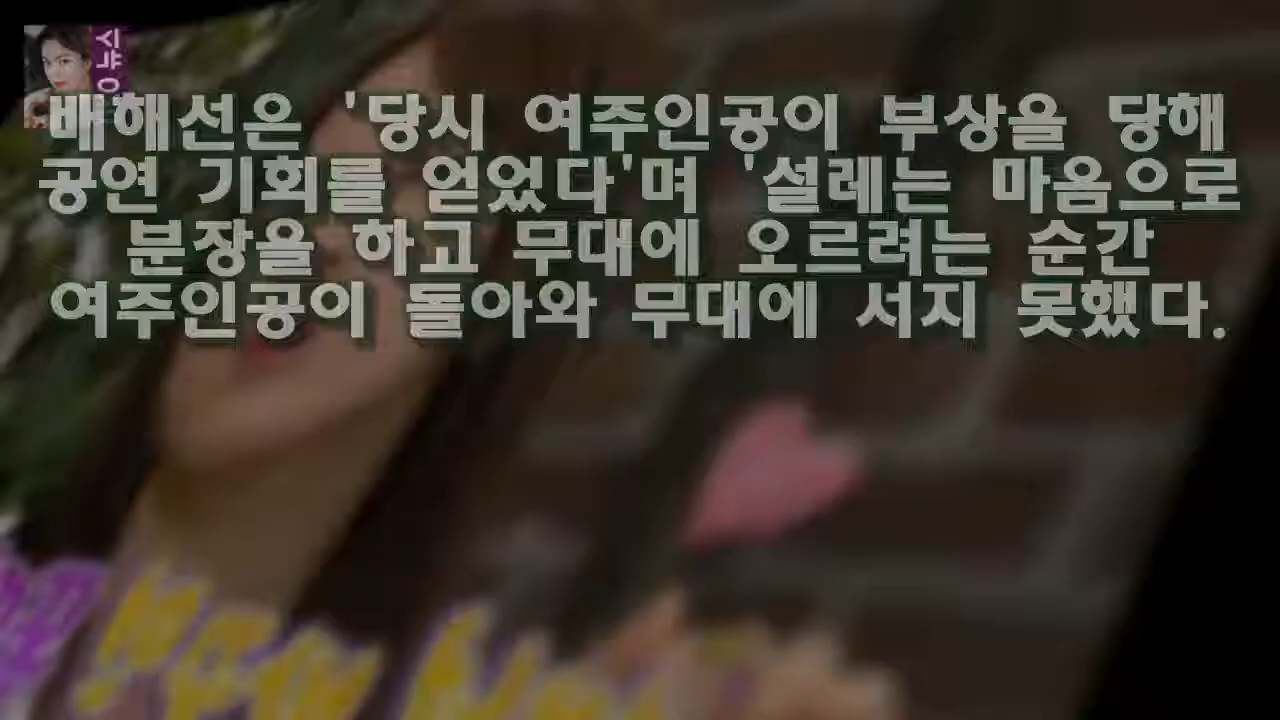 배해선은 '당시 여주인공이 부상을 당해
공연 기회를 얻었다'며 '설레는 마음으로
분장을 하고 무대에 오르려는 순간
여주인공이 돌아와 무대에 서지 못했다.